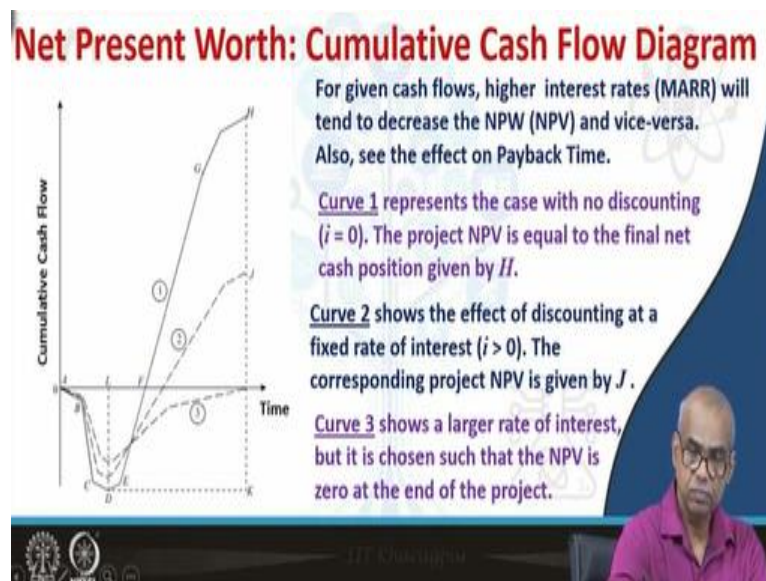 Net Present Worth: Cumulative Cash Flow Diagram
For given cash flows, higher interest rates (MARR) will
tend to decrease the NPW (NPV) and vice-versa.
Also, see the effect on Payback Time.
Curve 1 represents the case with no discounting
(i = 0). The project NPV is equal to the final net
cash position given by H.
Curve 2 shows the effect of discounting at a
fixed rate of interest (i > 0). The
corresponding project NPV is given by J.
Curve 3 shows a larger rate of interest,
but it is chosen such that the NPV is
zero at the end of the project.
Cumulative Cash Flow
H
G
1
J
2
0
A
L
F
Time
B
3
C
D
E
K
IIT Kharagpur